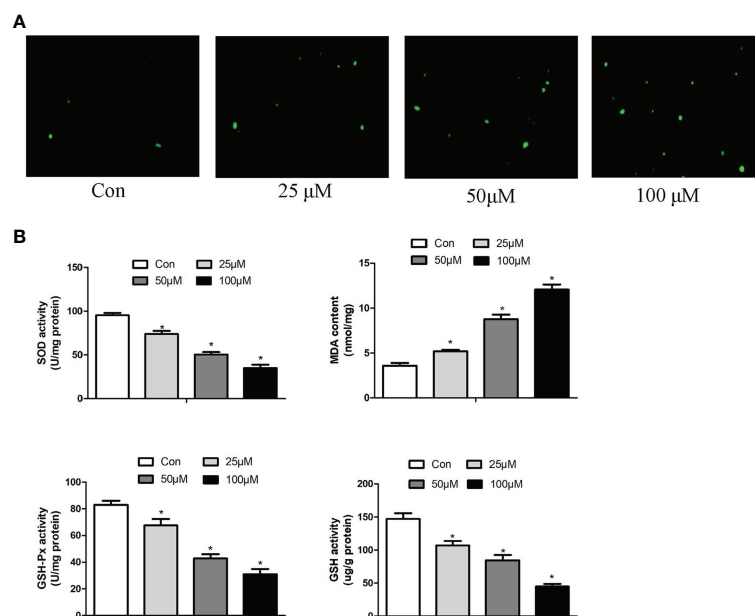 A
Con
25 μM
50μM
100 μM
B
Con 25μM
50μM 100μM
SOD activity
(U/mg protein)
150
100
50
0
* * *
Con 25μM
50μM 100μM
MDA content
(nmol/mg)
15
10
5
0
* * *
Con 25μM
50μM 100μM
GSH-Px activity
(U/mg protein)
80
60
40
20
0
* * *
Con 25μM
50μM 100μM
GSH activity
(ug/g protein)
200
150
100
50
0
* * *